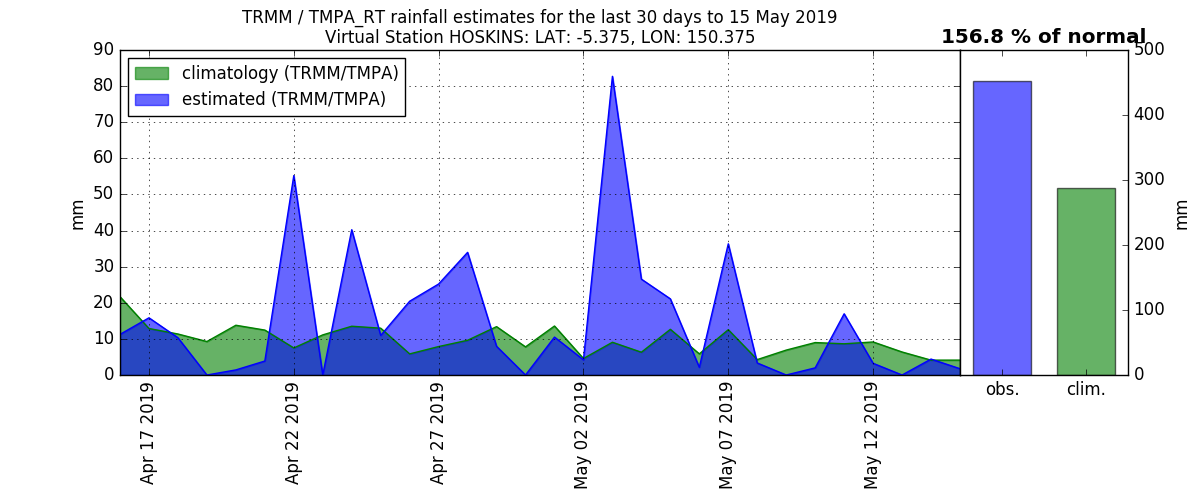 TRMM / TMPA_RT rainfall estimates for the last 30 days to 15 May 2019
Virtual Station HOSKINS: LAT: -5.375, LON: 150.375
156.8 % of normal
climatology (TRMM/TMPA)
estimated (TRMM/TMPA)
mm
90
80
70
60
50
40
30
20
10
0
Apr 17 2019
Apr 22 2019
Apr 27 2019
May 02 2019
May 07 2019
May 12 2019
500
400
300
200
100
0
mm
obs.
clim.